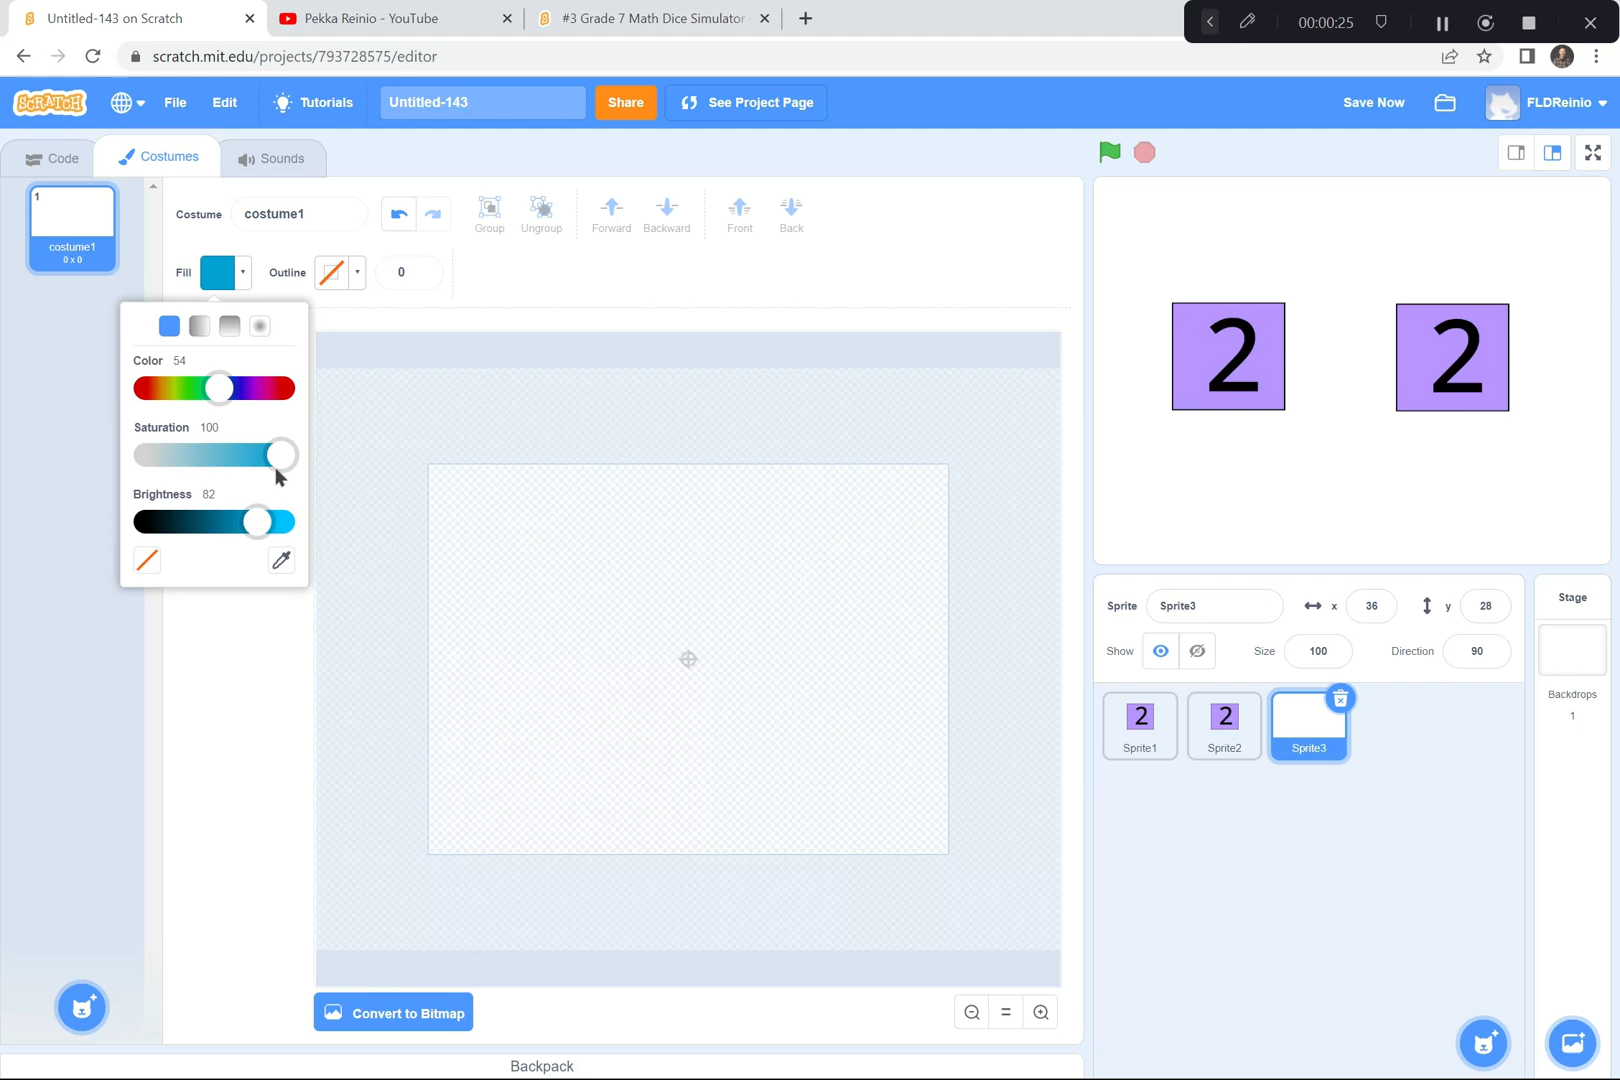 Untitled-143 on Scratch
Pekka Reinio - YouTube
#3 Grade 7 Math Dice Simulator
00:00:25
scratch.mit.edu/projects/793728575/editor
SCRATCH
File
Edit
Tutorials
Untitled-143
Share
See Project Page
Save Now
FLDReinio
Code
Costumes
Sounds
1
costume1
0 x 0
Costume
costume1
Group
Ungroup
Forward
Backward
Front
Back
Fill
Outline
0
Color 54
Saturation 100
Brightness 82
2
2
Convert to Bitmap
Backpack
Sprite
Sprite3
x
36
y
28
Show
Size
100
Direction
90
2
Sprite1
2
Sprite2
Sprite3
Stage
Backdrops
1